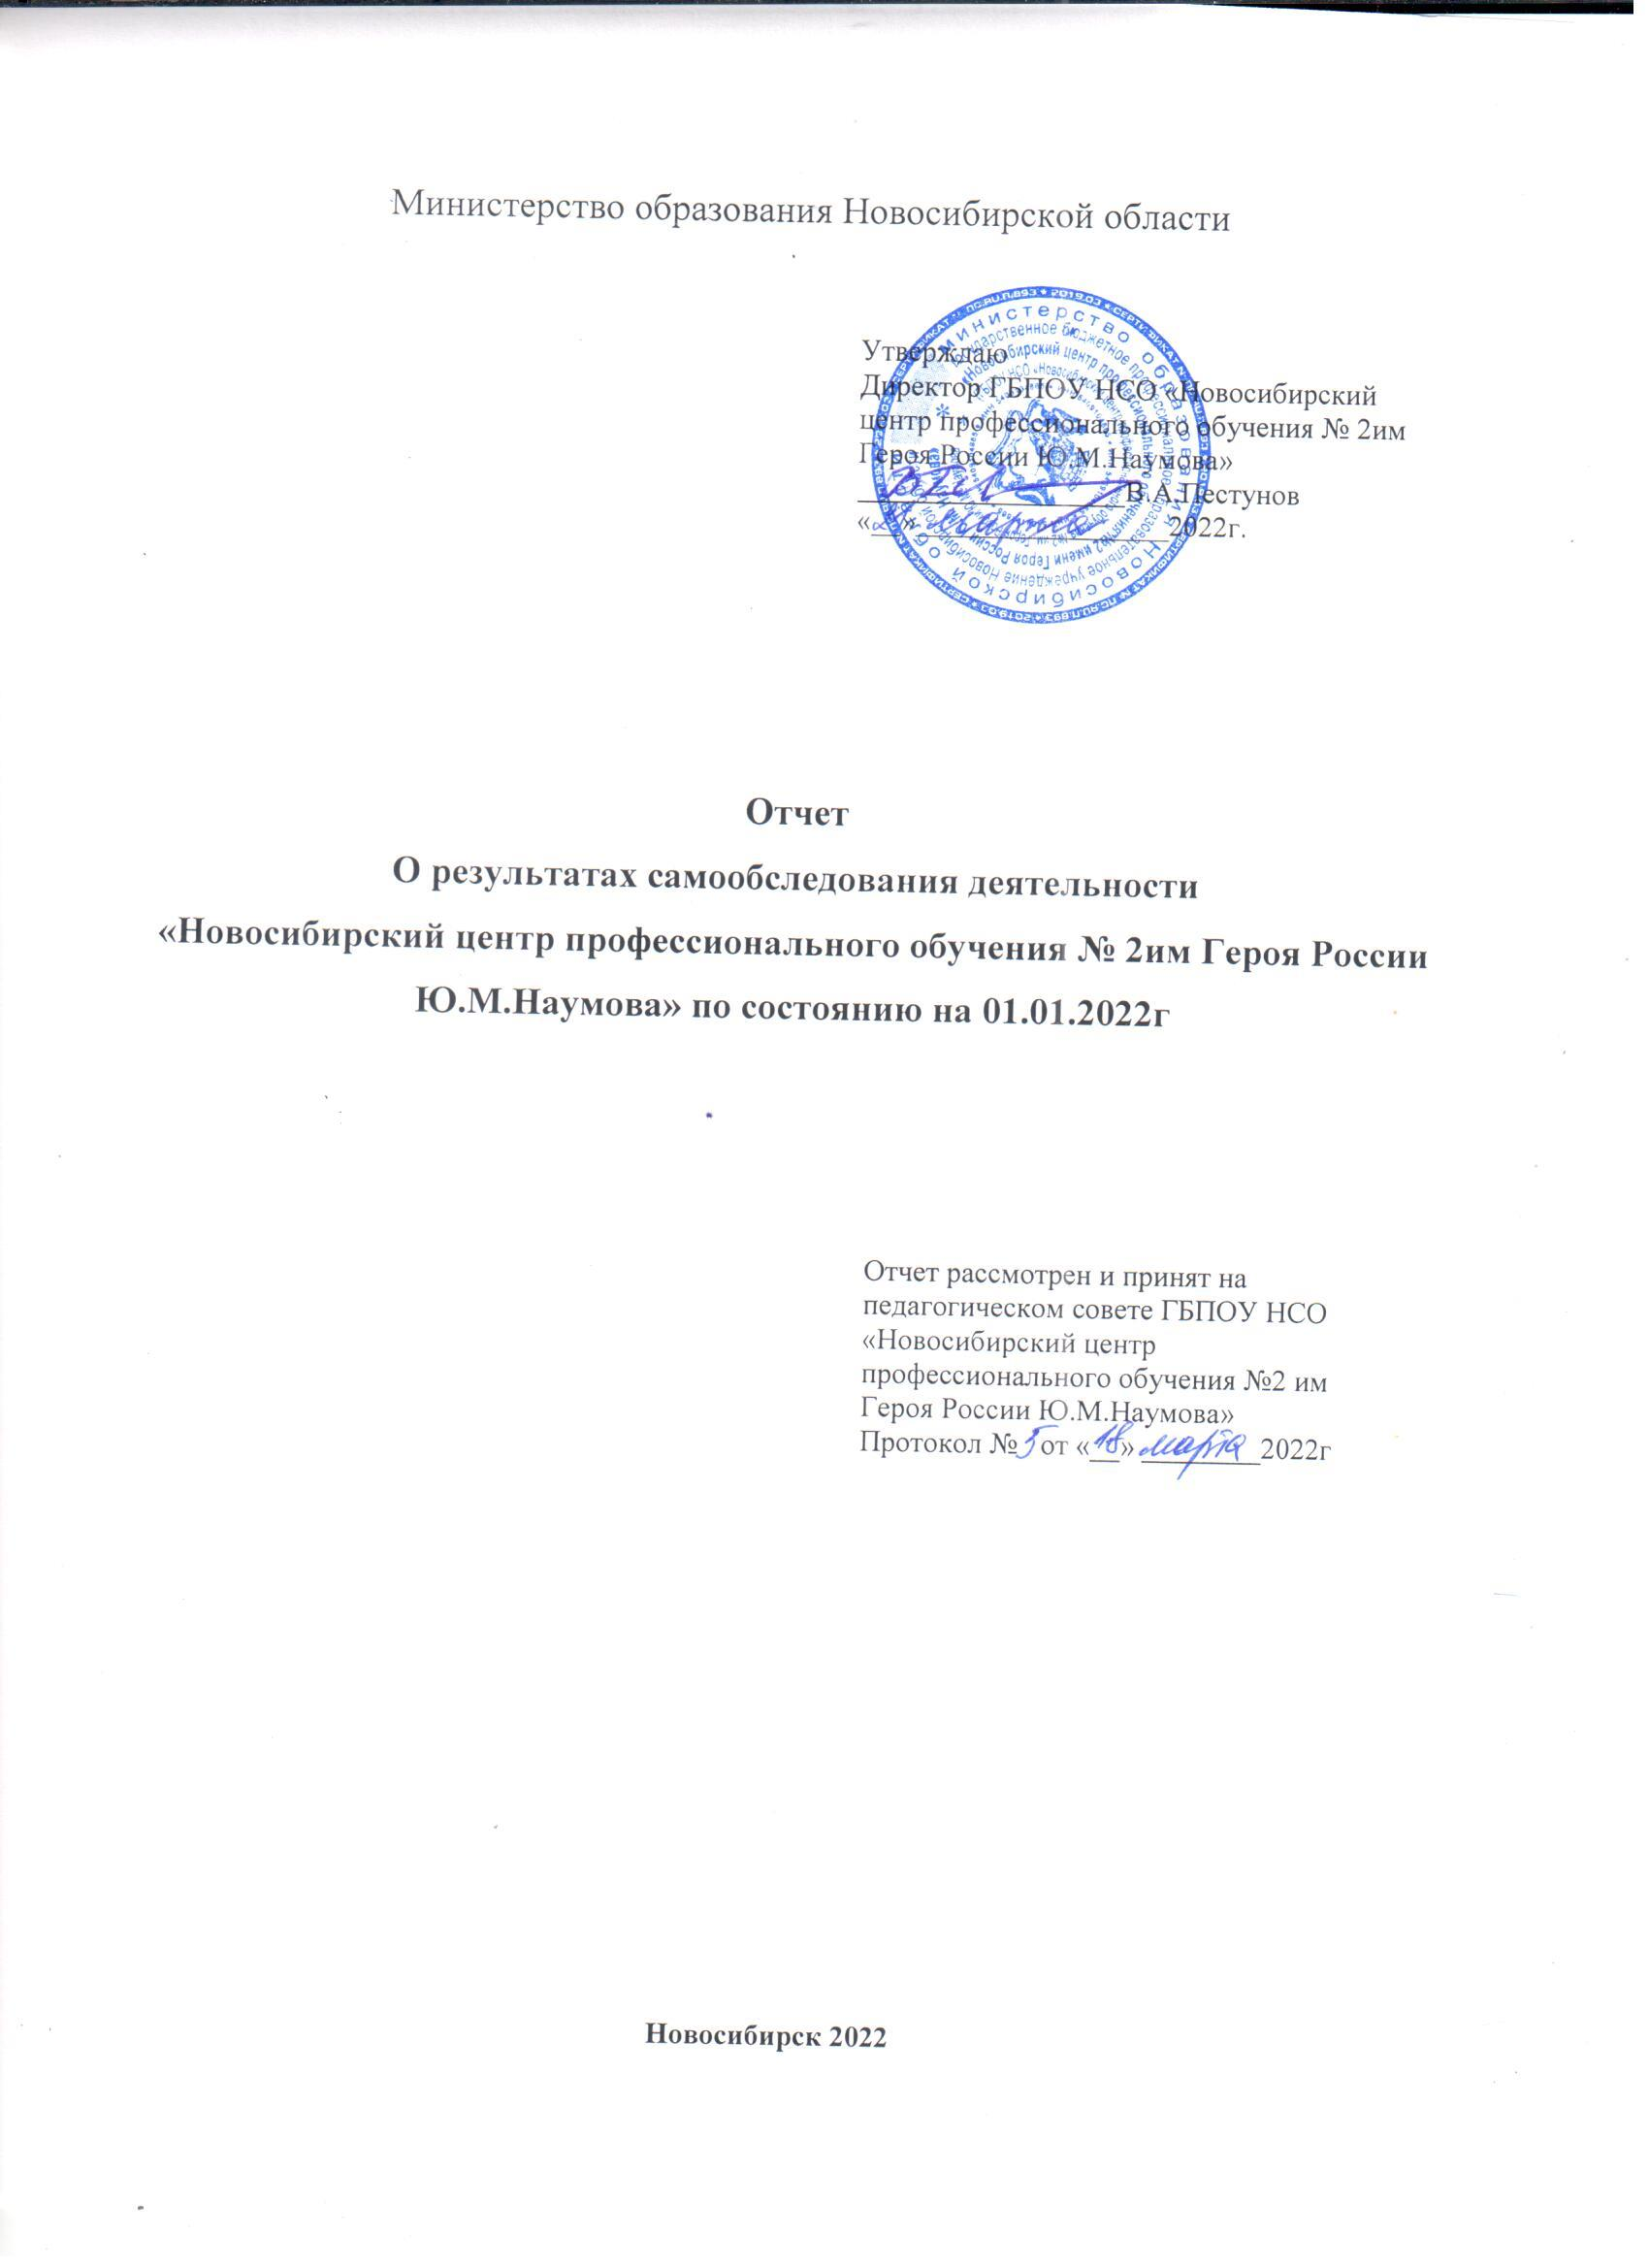 Министерство образования Новосибирской области
Утверждаю
Директор ГБПОУ НСО «Новосибирский
центр профессионального обучения № 2им
Героя России Ю.М.Наумова»
В.А.Пестунов
« » марта 2022г.
Отчет
О результатах самообследования деятельности
«Новосибирский центр профессионального обучения № 2им Героя России
Ю.М.Наумова» по состоянию на 01.01.2022г
Отчет рассмотрен и принят на
педагогическом совете ГБПОУ НСО
«Новосибирский центр
профессионального обучения №2 им
Героя России Ю.М.Наумова»
Протокол № 5 от «18» марта 2022г
Новосибирск 2022